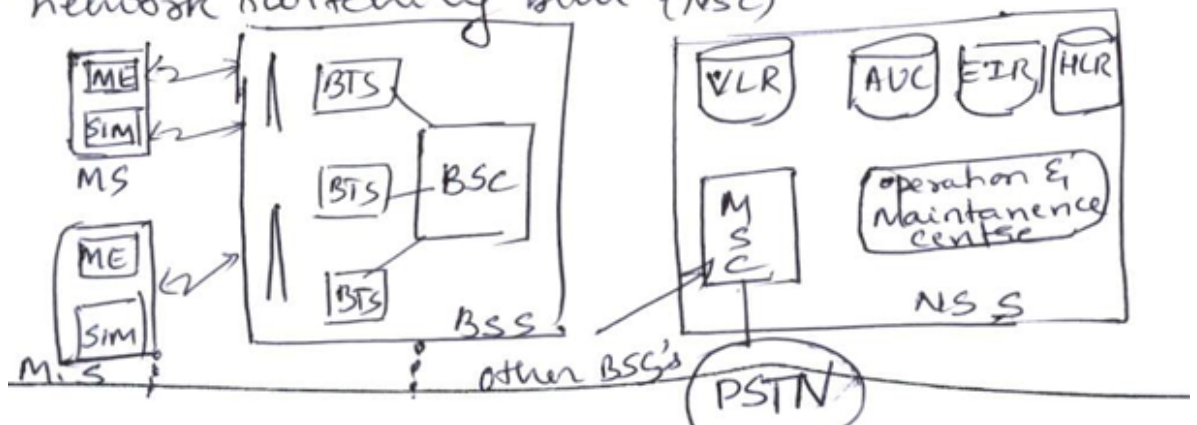 ME
SIM
MS
ME
SIM
M.S
BTS
BTS
BTS
BSC
BSS.
other BSC's
VLR
AUC
EIR
HLR
M
S
C
operation &
Maintanence
centre
NSS
PSTN